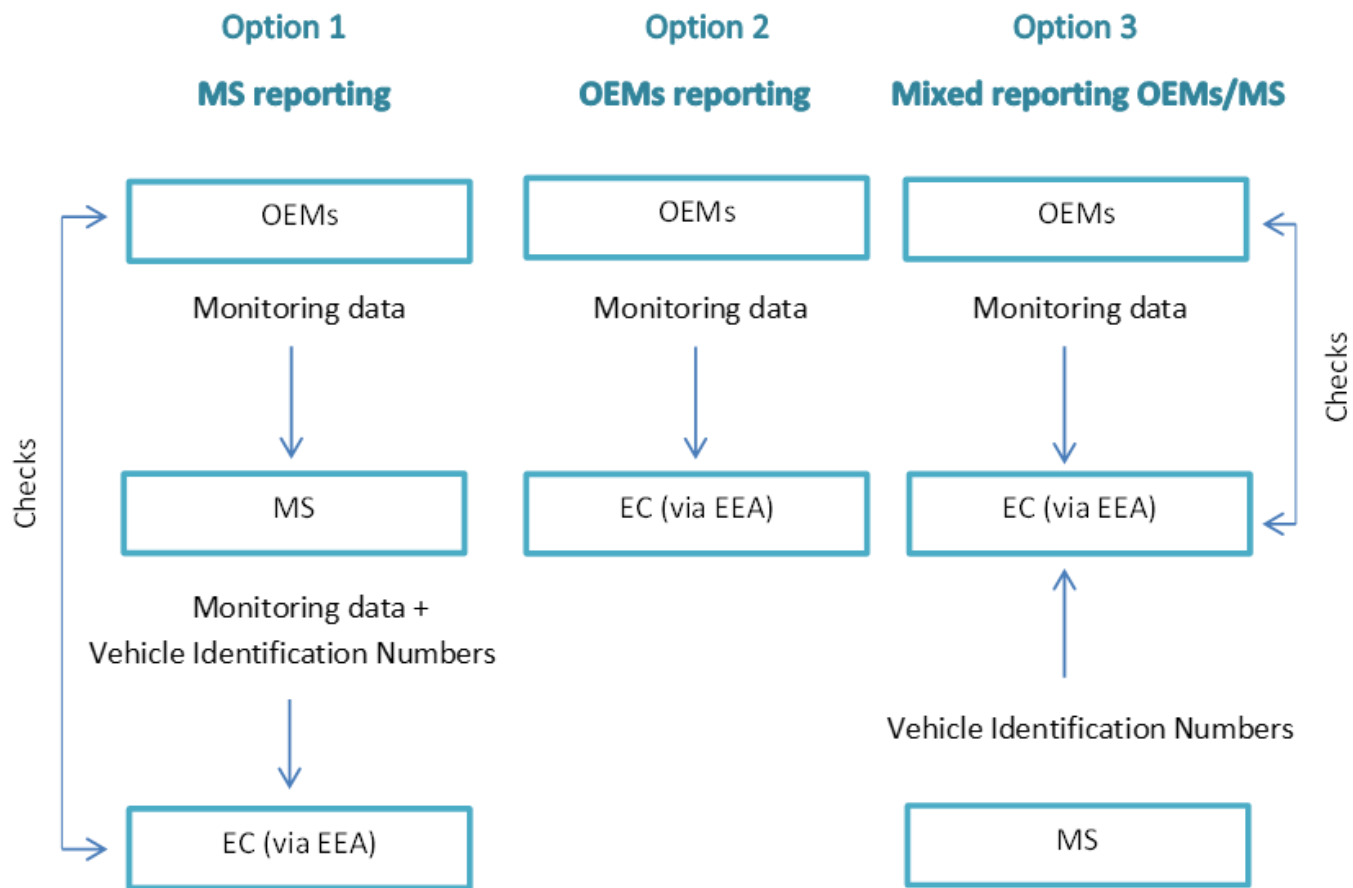 Option 1
MS reporting
OEMs
Monitoring data
MS
Monitoring data +
Vehicle Identification Numbers
EC (via EEA)
Checks
Option 2
OEMs reporting
OEMs
Monitoring data
EC (via EEA)
Option 3
Mixed reporting OEMs/MS
OEMs
Monitoring data
EC (via EEA)
Vehicle Identification Numbers
MS
Checks